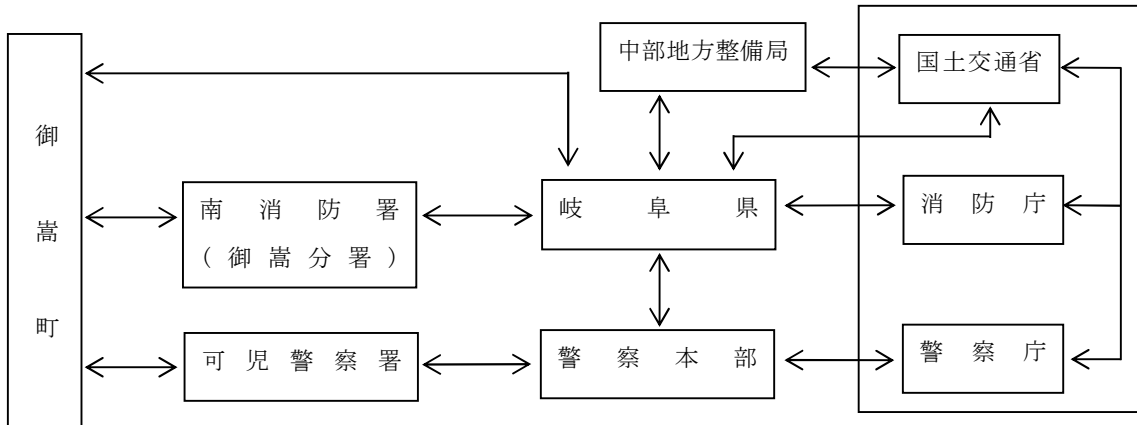 中部地方整備局
国土交通省
御嵩町
南消防署
(御嵩分署)
岐阜県
消防庁
可児警察署
警察本部
警察庁